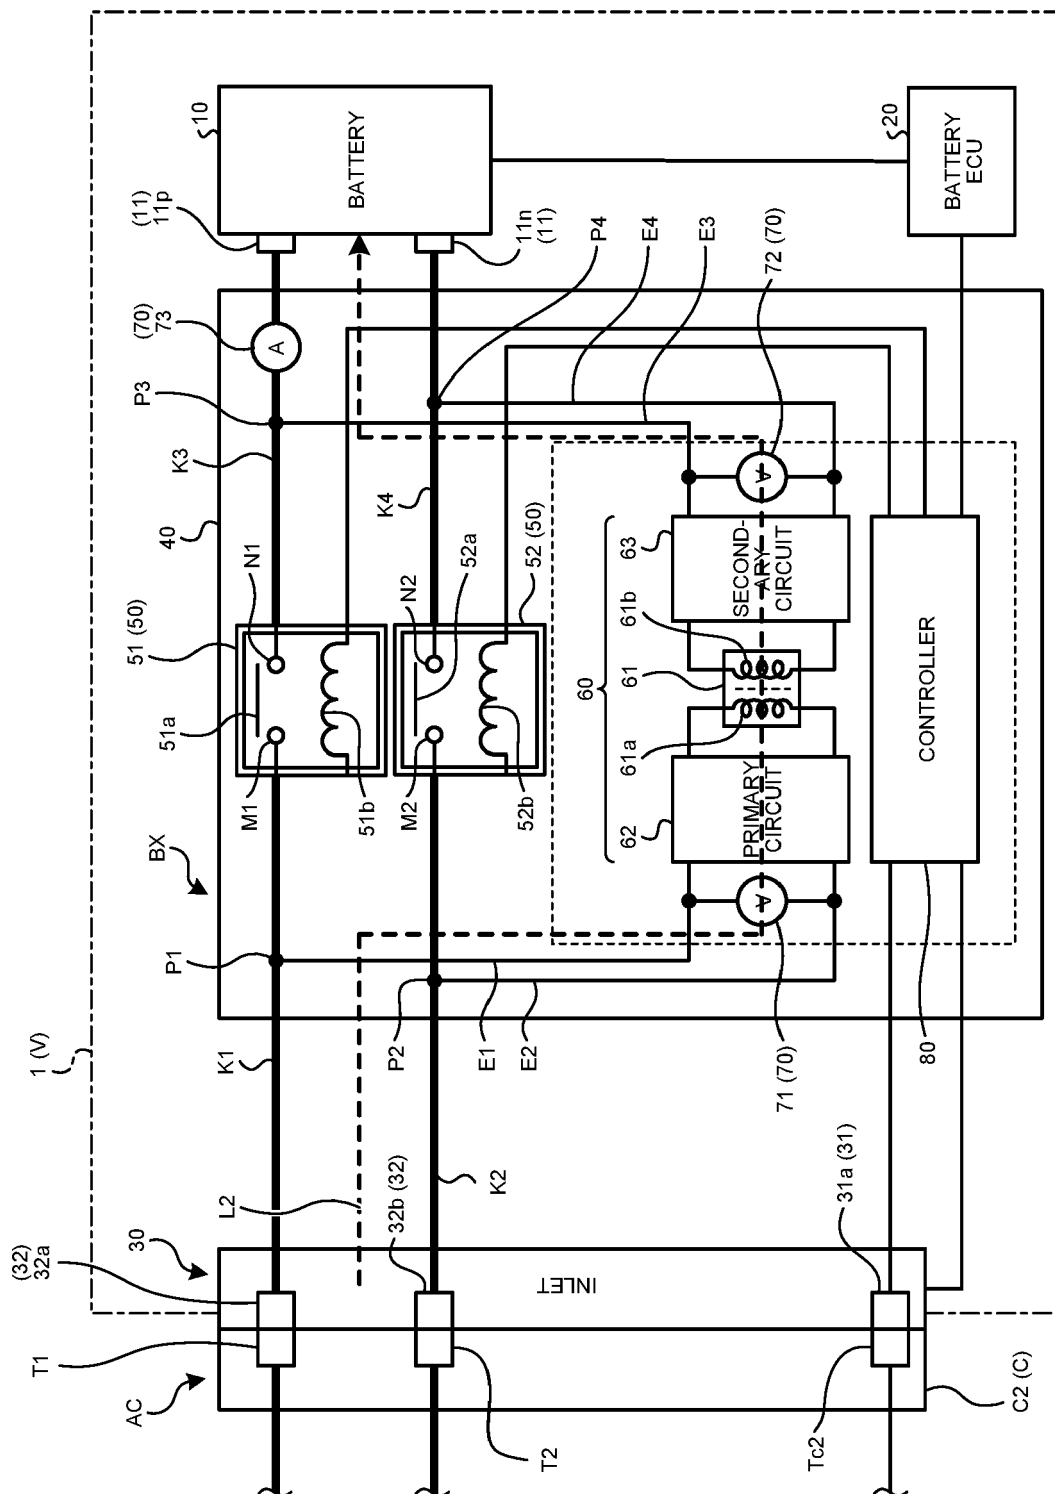 1 (V)
BX
40
K3
P3
(70)
73
(11)
11p
10
BATTERY
11n
(11)
P4
E4
E3
72 (70)
20
BATTERY
ECU
51 (50)
N1
51a
M1
51b
K4
N2
52a
52 (50)
M2
52b
60
63
SECOND-
ARY
CIRCUIT
61b
61
61a
62
PRIMARY
CIRCUIT
A
A
A
CONTROLLER
80
P1
K1
P2
E1
E2
71 (70)
L2
K2
30
(32)
32a
32b (32)
31a (31)
INLET
T1
AC
T2
Tc2
C2 (C)